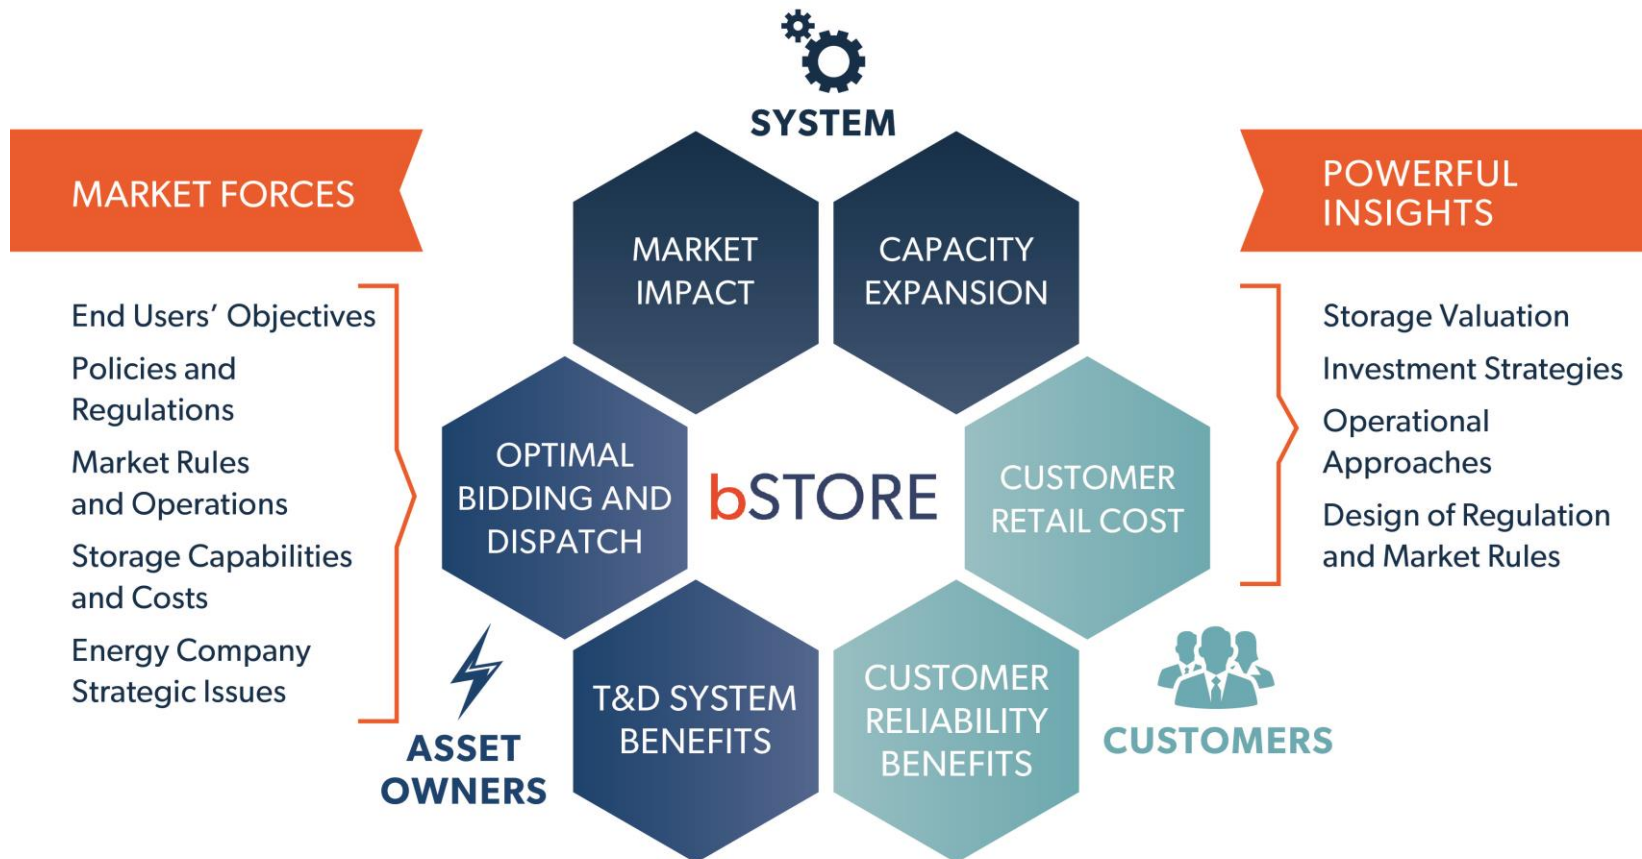 SYSTEM
MARKET FORCES
End Users’ Objectives
Policies and
Regulations
Market Rules
and Operations
Storage Capabilities
and Costs
Energy Company
Strategic Issues
MARKET
IMPACT
CAPACITY
EXPANSION
OPTIMAL
BIDDING AND
DISPATCH
bSTORE
CUSTOMER
RETAIL COST
T&D SYSTEM
BENEFITS
CUSTOMER
RELIABILITY
BENEFITS
ASSET
OWNERS
CUSTOMERS
POWERFUL
INSIGHTS
Storage Valuation
Investment Strategies
Operational
Approaches
Design of Regulation
and Market Rules